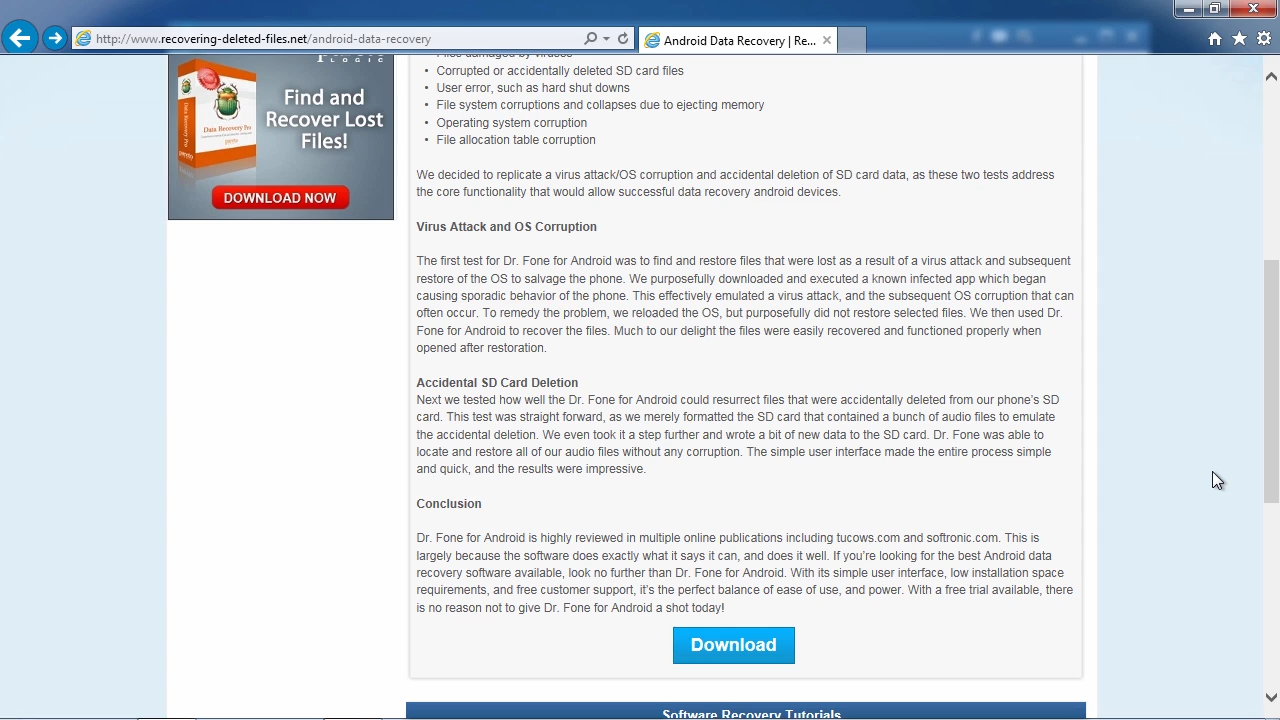 http://www.recovering-deleted-files.net/android-data-recovery
Android Data Recovery | Re...
LOGIC
Find and
Recover Lost
Files!
Data Recovery Pro
DOWNLOAD NOW
• Files damaged by viruses
• Corrupted or accidentally deleted SD card files
• User error, such as hard shut downs
• File system corruptions and collapses due to ejecting memory
• Operating system corruption
• File allocation table corruption
We decided to replicate a virus attack/OS corruption and accidental deletion of SD card data, as these two tests address
the core functionality that would allow successful data recovery android devices.
Virus Attack and OS Corruption
The first test for Dr. Fone for Android was to find and restore files that were lost as a result of a virus attack and subsequent
restore of the OS to salvage the phone. We purposefully downloaded and executed a known infected app which began
causing sporadic behavior of the phone. This effectively emulated a virus attack, and the subsequent OS corruption that can
often occur. To remedy the problem, we reloaded the OS, but purposefully did not restore selected files. We then used Dr.
Fone for Android to recover the files. Much to our delight the files were easily recovered and functioned properly when
opened after restoration.
Accidental SD Card Deletion
Next we tested how well the Dr. Fone for Android could resurrect files that were accidentally deleted from our phone's SD
card. This test was straight forward, as we merely formatted the SD card that contained a bunch of audio files to emulate
the accidental deletion. We even took it a step further and wrote a bit of new data to the SD card. Dr. Fone was able to
locate and restore all of our audio files without any corruption. The simple user interface made the entire process simple
and quick, and the results were impressive.
Conclusion
Dr. Fone for Android is highly reviewed in multiple online publications including tucows.com and softronic.com. This is
largely because the software does exactly what it says it can, and does it well. If you're looking for the best Android data
recovery software available, look no further than Dr. Fone for Android. With its simple user interface, low installation space
requirements, and free customer support, it's the perfect balance of ease of use, and power. With a free trial available, there
is no reason not to give Dr. Fone for Android a shot today!
Download
Software Recovery Tutorials